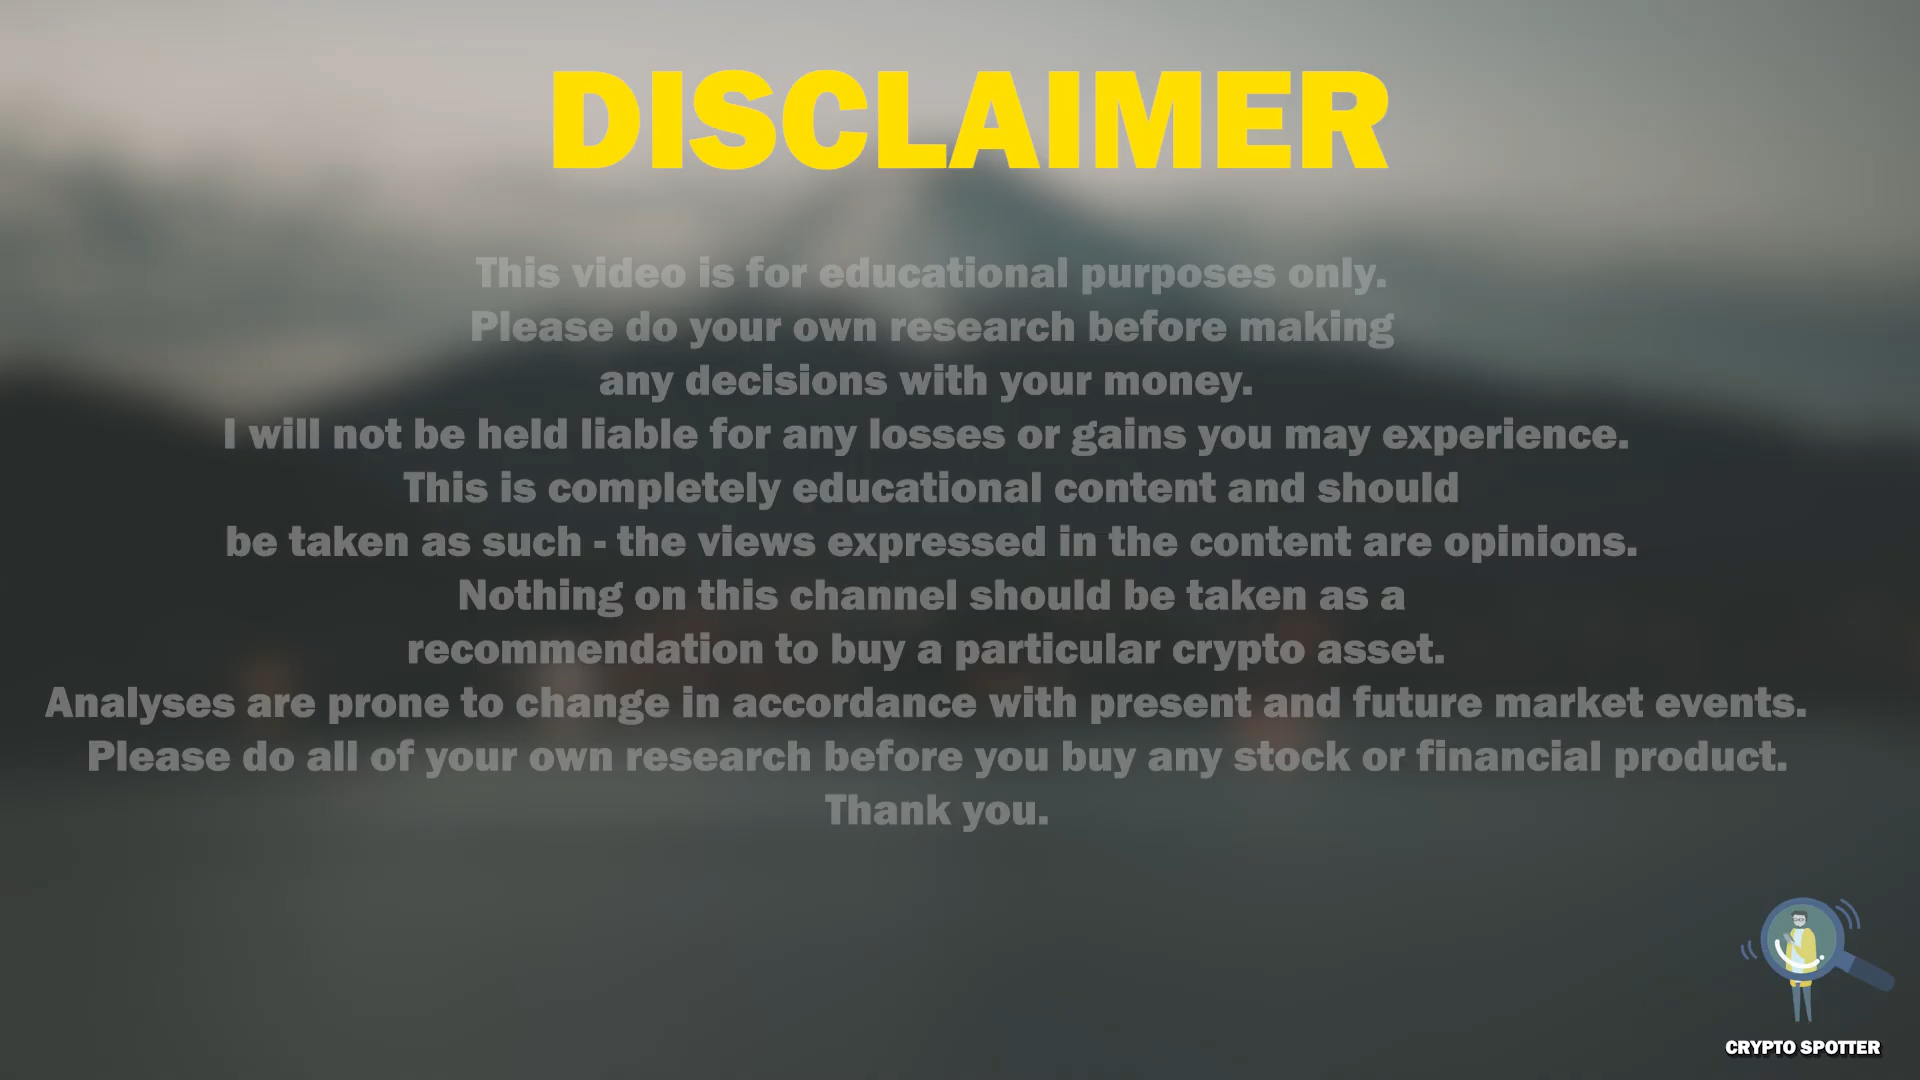 DISCLAIMER
This video is for educational purposes only.
Please do your own research before making
any decisions with your money.
I will not be held liable for any losses or gains you may experience.
This is completely educational content and should
be taken as such - the views expressed in the content are opinions.
Nothing on this channel should be taken as a
recommendation to buy a particular crypto asset.
Analyses are prone to change in accordance with present and future market events.
Please do all of your own research before you buy any stock or financial product.
Thank you.
CRYPTO SPOTTER